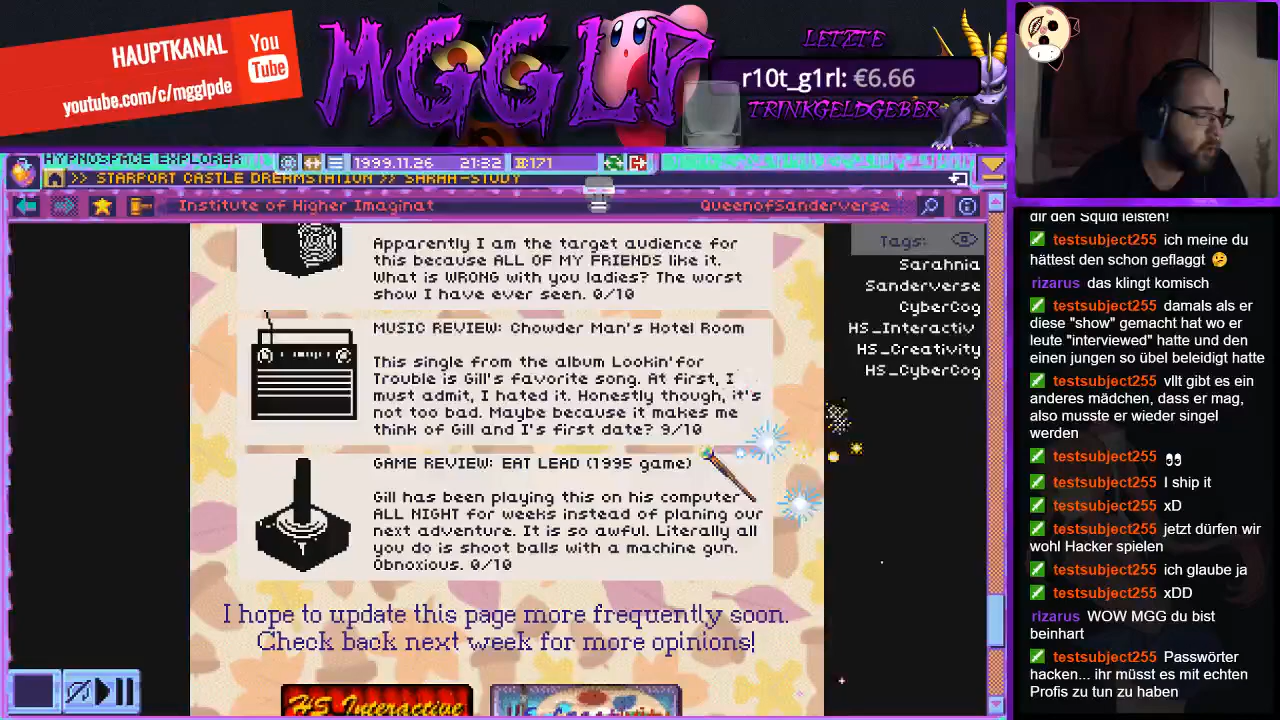 HAUPTKANAL
You
Tube
youtube.com/c/mgglpde
MGGLP
LETZTE
r10t_g1rl: €6.66
TRINKGELDGEBER
HYPNOSPACE EXPLORER
1999.11.26
21:32
171
>> STARPORT CASTLE DREAMSTATION >> SARAH-STUDY
Institute of Higher Imaginat
QueenofSanderverse
Apparently I am the target audience for
this because ALL OF MY FRIENDS like it.
What is WRONG with you ladies? The worst
show I have ever seen. 0/10
MUSIC REVIEW: Chowder Man's Hotel Room
This single from the album Lookin'for
Trouble is Gill's favorite song. At first, I
must admit, I hated it. Honestly though, it's
not too bad. Maybe because it makes me
think of Gill and I's first date? 9/10
GAME REVIEW: EAT LEAD (1995 game)
Gill has been playing this on his computer
ALL NIGHT for weeks instead of planing our
next adventure. It is so awful. Literally all
you do is shoot balls with a machine gun.
Obnoxious. 0/10
I hope to update this page more frequently soon.
Check back next week for more opinions!
HS Interactive
HS Creativity
Tags:
Sarahnia
Sanderverse
CyberCog
HS_Interactiv
HS_Creativity
HS_CyberCog
dir den Squid leisten!
testsubject255 ich meine du
hättest den schon geflaggt
rizarus das klingt komisch
testsubject255 damals als er
diese "show" gemacht hat wo er
leute "interviewed" hatte und den
einen jungen so übel beleidigt hatte
testsubject255 vllt gibt es ein
anderes mädchen, dass er mag,
also musste er wieder singel
werden
testsubject255
testsubject255 I ship it
testsubject255 xD
testsubject255 jetzt dürfen wir
wohl Hacker spielen
testsubject255 ich glaube ja
testsubject255 xDD
rizarus WOW MGG du bist
beinhart
testsubject255 Passwörter
hacken... ihr müsst es mit echten
Profis zu tun zu haben